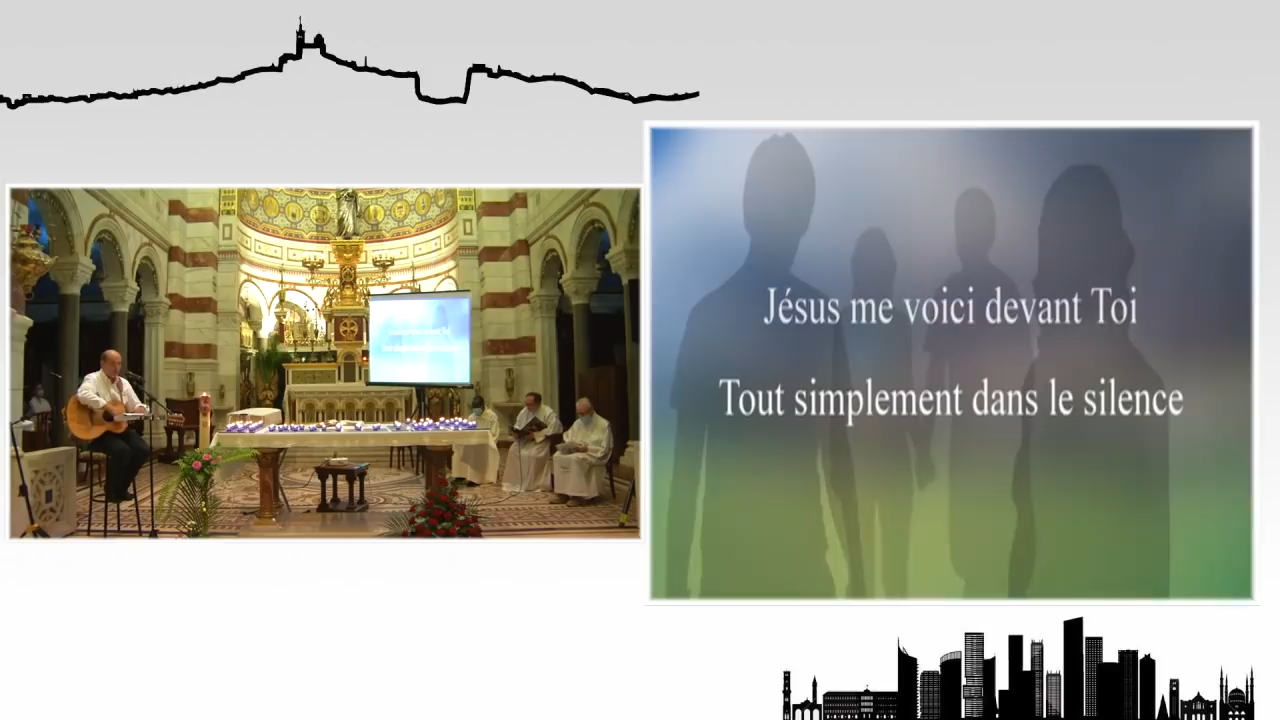 Jésus me voici devant Toi
Tout simplement dans le silence